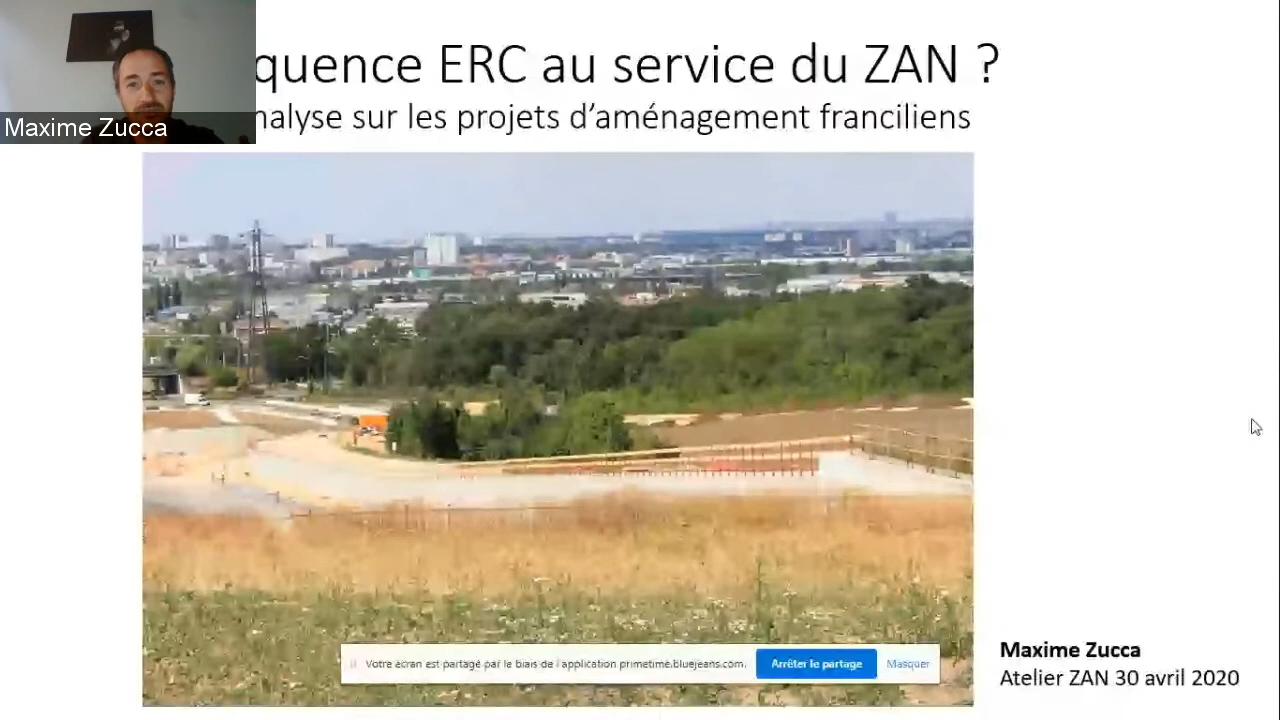 quence ERC au service du ZAN ?
nalyse sur les projets d'aménagement franciliens
Maxime Zucca
Votre écran est partagé par le biais de l'application primetime.bluejeans.com.
Arrêter le partage
Masquer
Maxime Zucca
Atelier ZAN 30 avril 2020